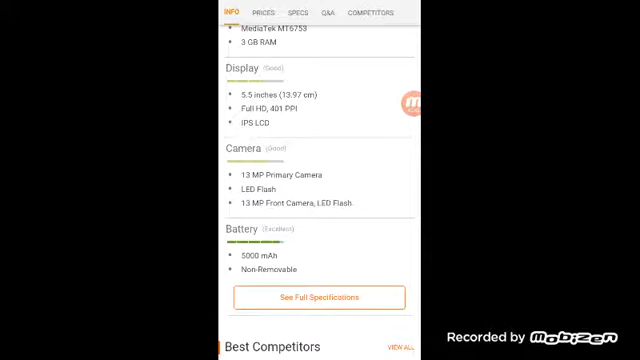 INFO PRICES SPECS Q&A COMPETITORS
MediaTek MT6753
3 GB RAM
Display (Good)
5.5 inches (13.97 cm)
Full HD, 401 PPI
IPS LCD
Camera (Good)
13 MP Primary Camera
LED Flash
13 MP Front Camera, LED Flash
Battery (Excellent)
5000 mAh
Non-Removable
See Full Specifications
Best Competitors VIEW ALL
Recorded by Mobizen